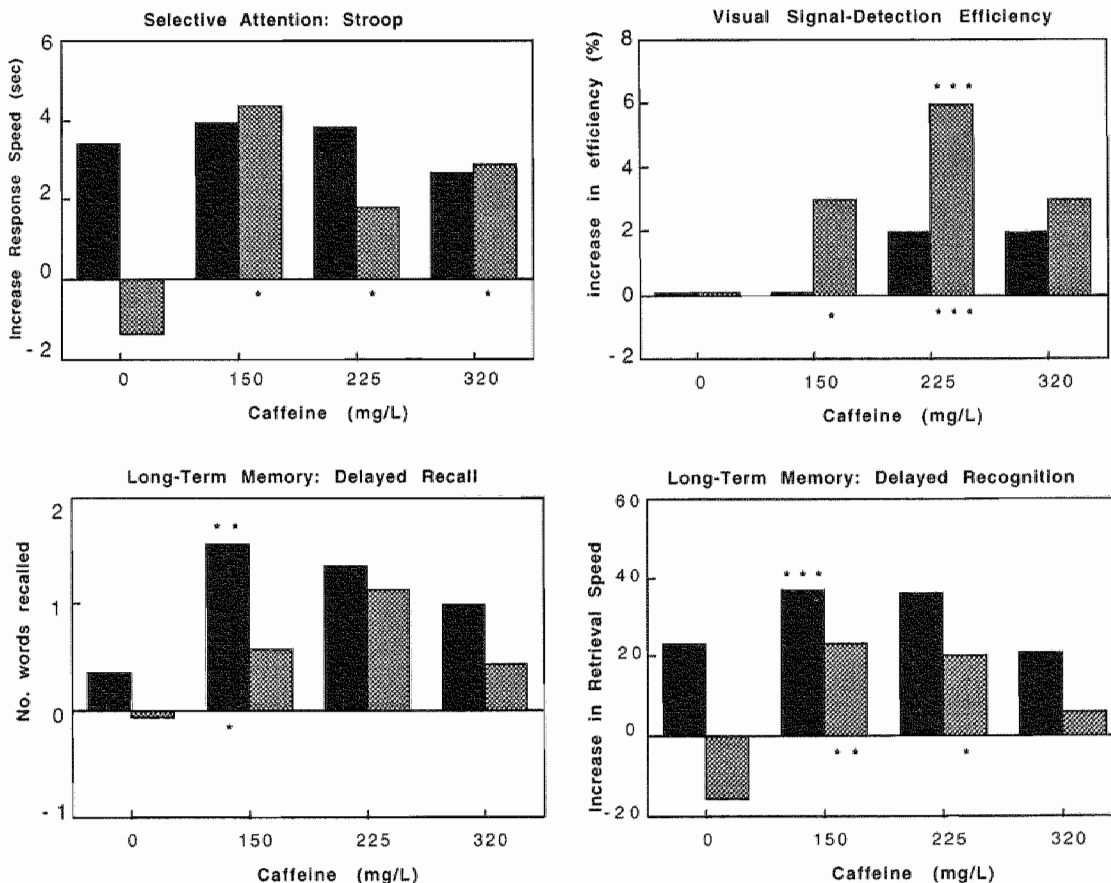 Selective Attention: Stroop
Increase Response Speed (sec)
6
4
2
0
-2
* * *
0 150 225 320
Caffeine (mg/L)
Visual Signal-Detection Efficiency
increase in efficiency (%)
8
6
4
2
0
-2
* * *
* * * *
0 150 225 320
Caffeine (mg/L)
Long-Term Memory: Delayed Recall
No. words recalled
2
1
0
-1
* *
*
0 150 225 320
Caffeine (mg/L)
Long-Term Memory: Delayed Recognition
Increase in Retrieval Speed
60
40
20
0
-20
* * *
* * *
0 150 225 320
Caffeine (mg/L)